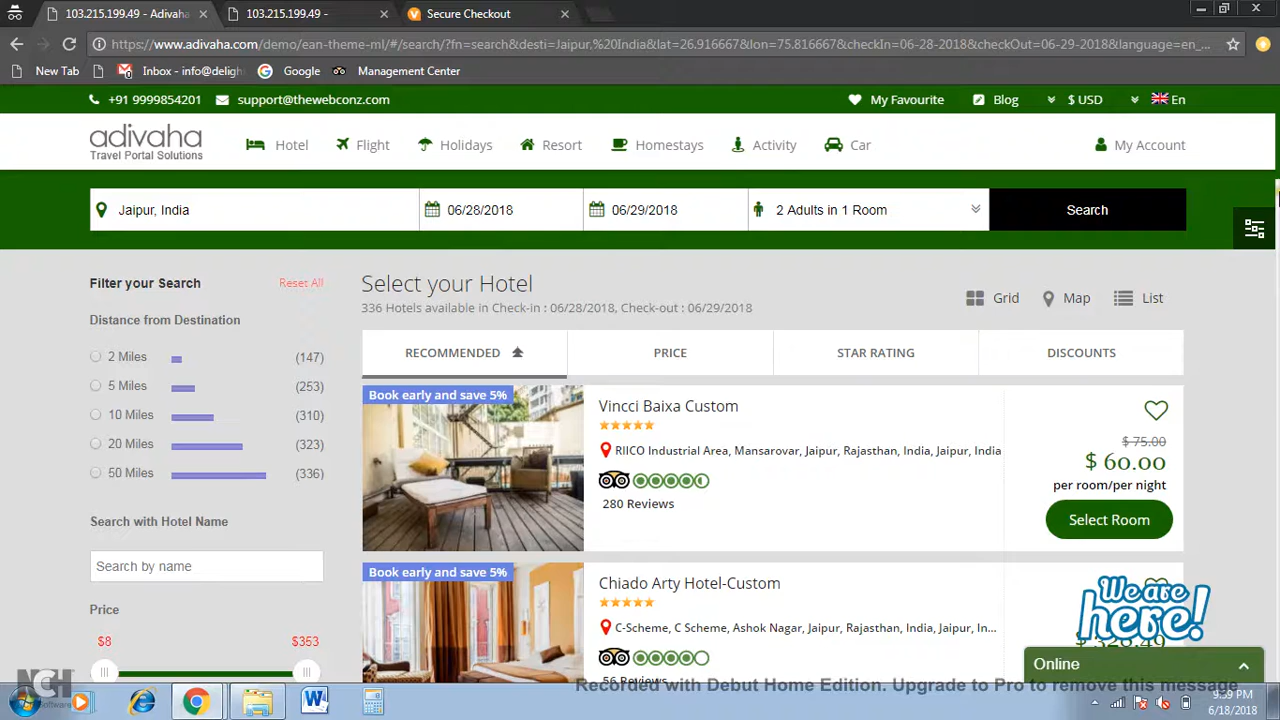 103.215.199.49 - Adivaha
103.215.199.49 -
Secure Checkout
https://www.adivaha.com/demo/ean-theme-ml/#/search/?fn=search&desti=Jaipur,%20India&lat=26.916667&lon=75.816667&checkIn=06-28-2018&checkOut=06-29-2018&language=en_...
New Tab
Inbox - info@deligh
Google
Management Center
+91 9999854201
support@thewebconz.com
My Favourite
Blog
$ USD
En
adivaha
Travel Portal Solutions
Hotel
Flight
Holidays
Resort
Homestays
Activity
Car
My Account
Jaipur, India
06/28/2018
06/29/2018
2 Adults in 1 Room
Search
Filter your Search
Reset All
Distance from Destination
2 Miles (147)
5 Miles (253)
10 Miles (310)
20 Miles (323)
50 Miles (336)
Search with Hotel Name
Search by name
Price
$8 $353
Select your Hotel
336 Hotels available in Check-in : 06/28/2018, Check-out : 06/29/2018
Grid
Map
List
RECOMMENDED
PRICE
STAR RATING
DISCOUNTS
Book early and save 5%
Vincci Baixa Custom
RIICO Industrial Area, Mansarovar, Jaipur, Rajasthan, India, Jaipur, India
280 Reviews
$ 75.00
$ 60.00
per room/per night
Select Room
Book early and save 5%
Chiado Arty Hotel-Custom
C-Scheme, C Scheme, Ashok Nagar, Jaipur, Rajasthan, India, Jaipur, In...
56 Reviews
We are
here!
Online
NCH
Software
Recorded with Debut Home Edition. Upgrade to Pro to remove this message
9:39 PM
6/18/2018